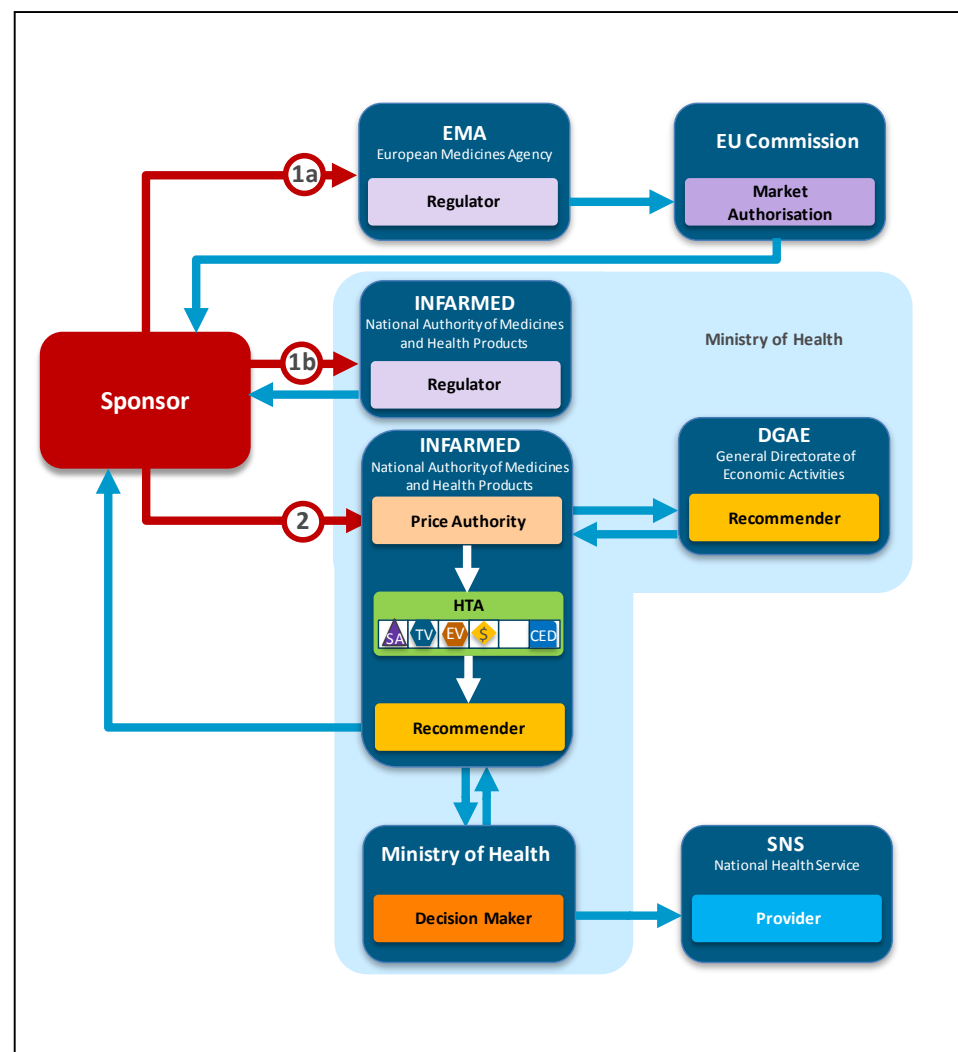 EMA
European Medicines Agency
Regulator
EU Commission
Market
Authorisation
1a
INFARMED
National Authority of Medicines
and Health Products
Regulator
Ministry of Health
1b
Sponsor
INFARMED
National Authority of Medicines
and Health Products
Price Authority
DGAE
General Directorate of
Economic Activities
Recommender
2
HTA
SA TV EV $ CED
Recommender
Ministry of Health
Decision Maker
SNS
National Health Service
Provider